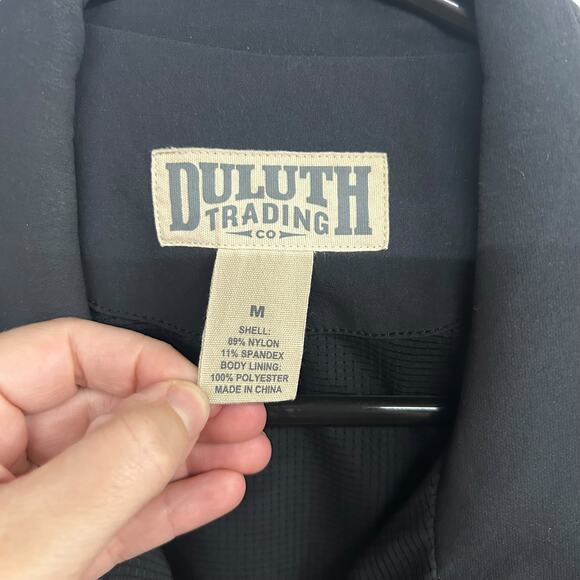 DULUTH
TRADING
CO
M
SHELL:
89% NYLON
11% SPANDEX
BODY LINING:
100% POLYESTER
MADE IN CHINA